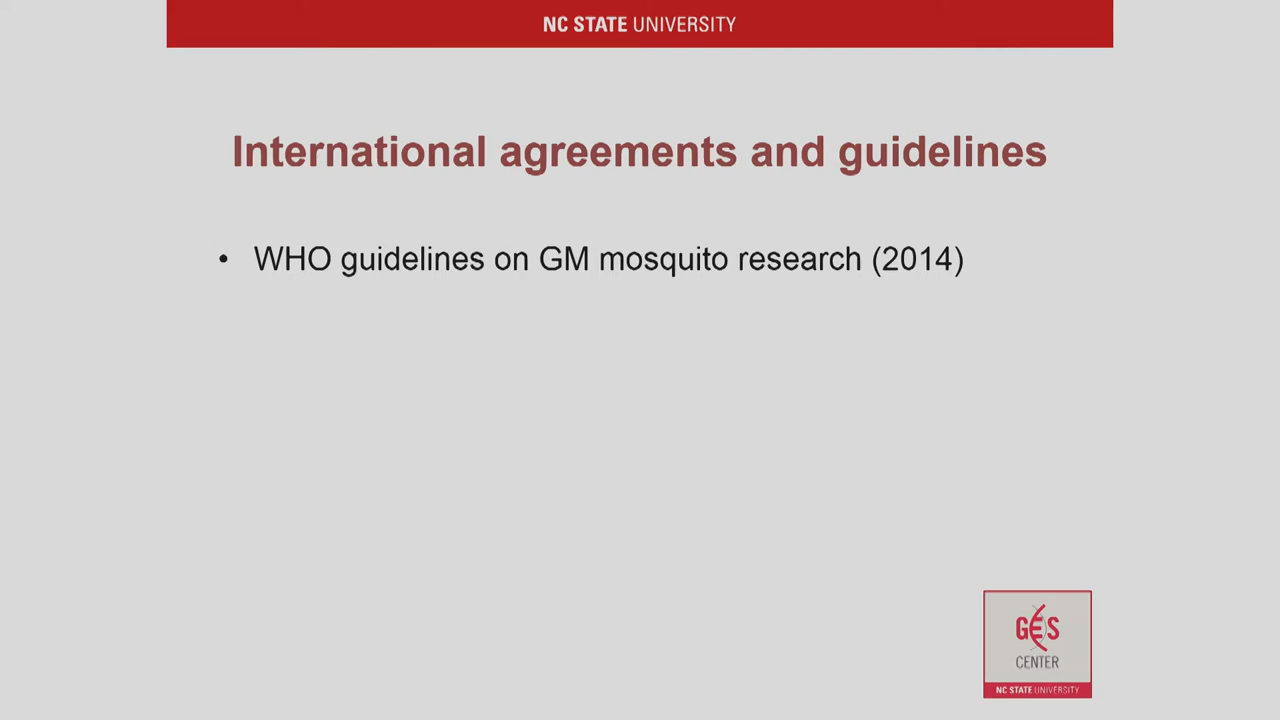 NC STATE UNIVERSITY
International agreements and guidelines
• WHO guidelines on GM mosquito research (2014)
GES
CENTER
NC STATE UNIVERSITY